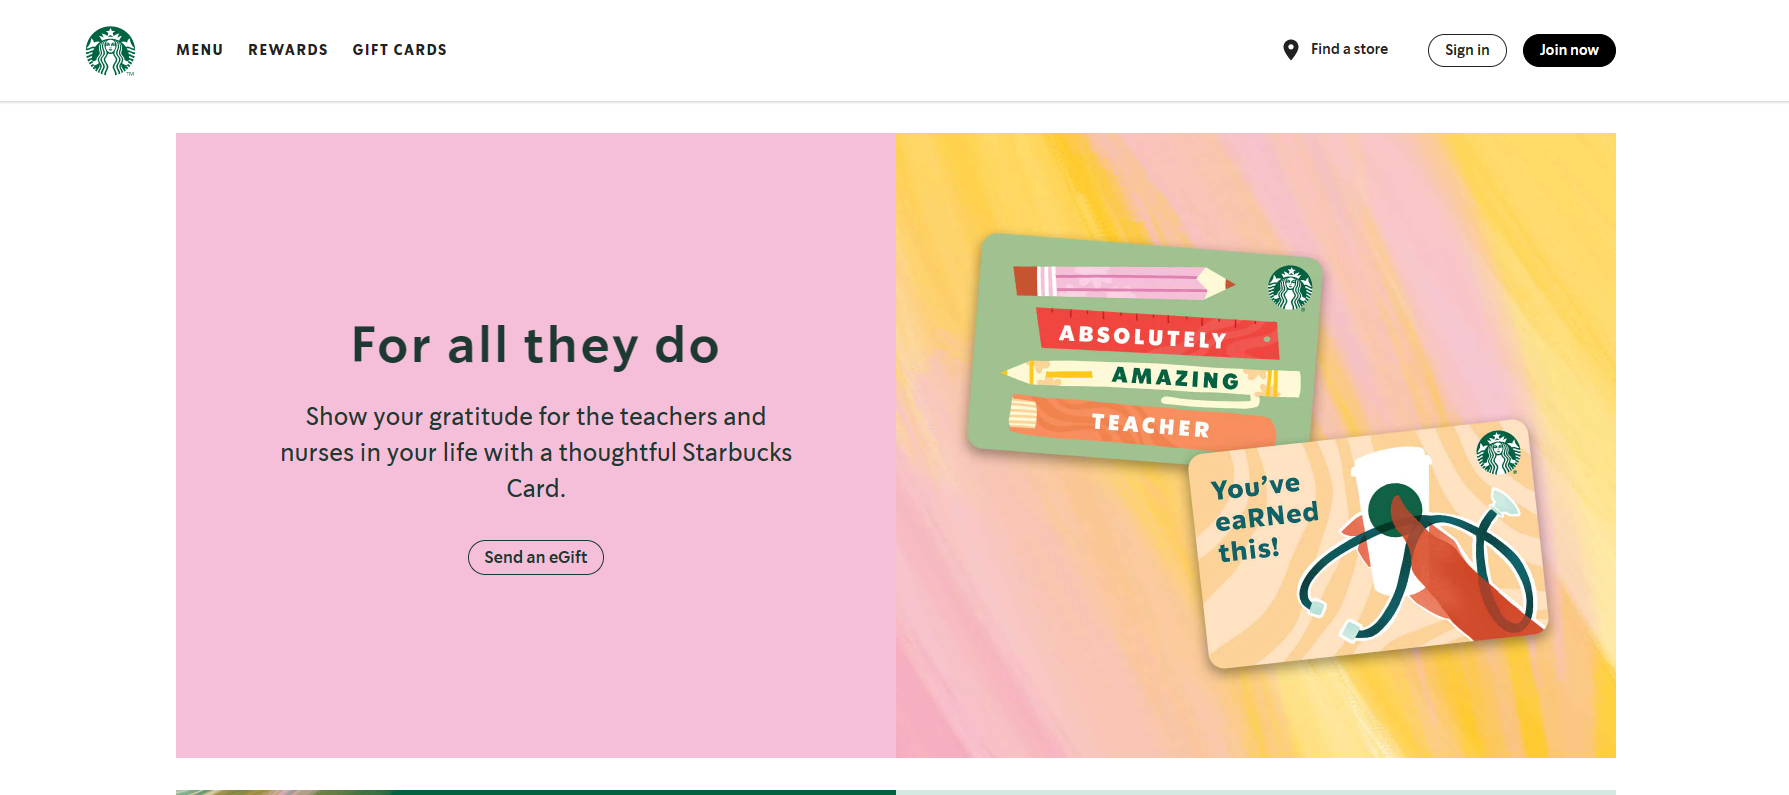 MENU
REWARDS
GIFT CARDS
Find a store
Sign in
Join now
TM
For all they do
Show your gratitude for the teachers and
nurses in your life with a thoughtful Starbucks
Card.
Send an eGift
ABSOLUTELY
AMAZING
TEACHER
You’ve
eaRNed
this!